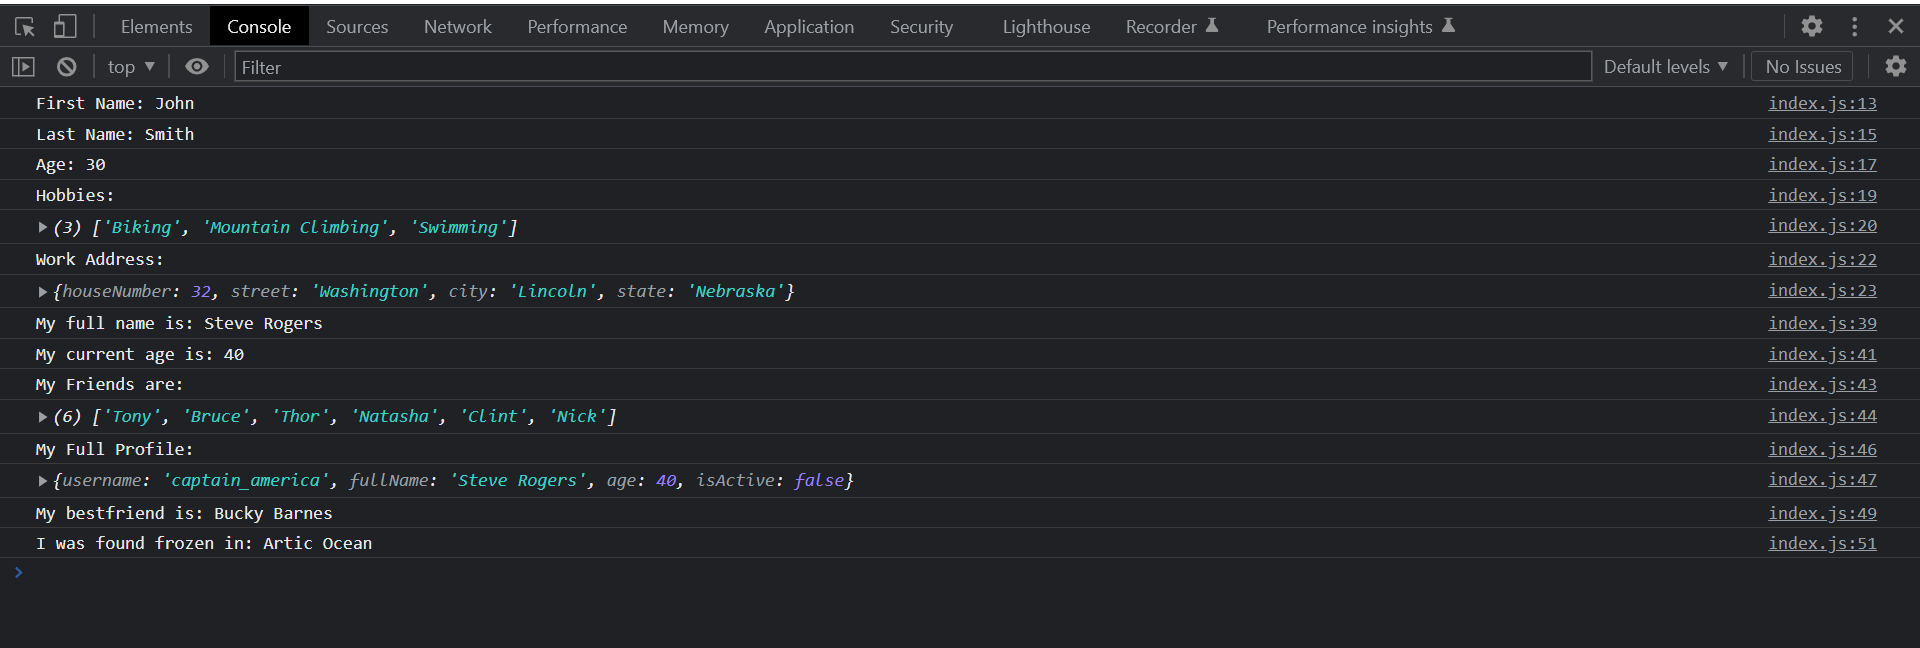 Elements Console Sources Network Performance Memory Application Security Lighthouse Recorder Performance insights
top Filter Default levels No Issues
First Name: John index.js:13
Last Name: Smith index.js:15
Age: 30 index.js:17
Hobbies: index.js:19
(3) ['Biking', 'Mountain Climbing', 'Swimming'] index.js:20
Work Address: index.js:22
{houseNumber: 32, street: 'Washington', city: 'Lincoln', state: 'Nebraska'} index.js:23
My full name is: Steve Rogers index.js:39
My current age is: 40 index.js:41
My Friends are: index.js:43
(6) ['Tony', 'Bruce', 'Thor', 'Natasha', 'Clint', 'Nick'] index.js:44
My Full Profile: index.js:46
{username: 'captain_america', fullName: 'Steve Rogers', age: 40, isActive: false} index.js:47
My bestfriend is: Bucky Barnes index.js:49
I was found frozen in: Artic Ocean index.js:51